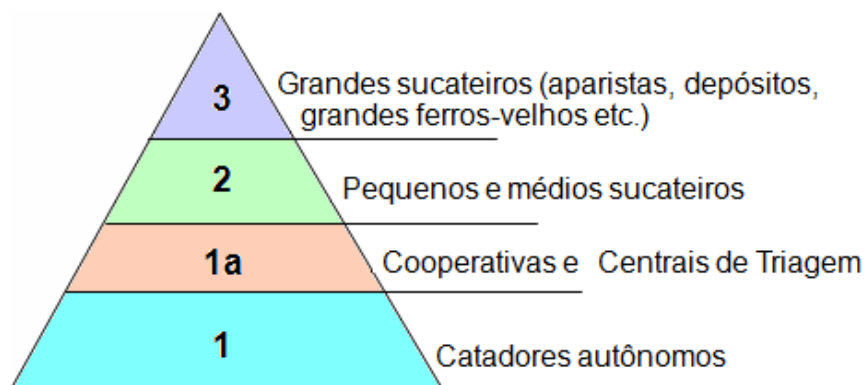 3
Grandes sucateiros (aparistas, depósitos,
grandes ferros-velhos etc.)
2
Pequenos e médios sucateiros
1a
Cooperativas e Centrais de Triagem
1
Catadores autônomos